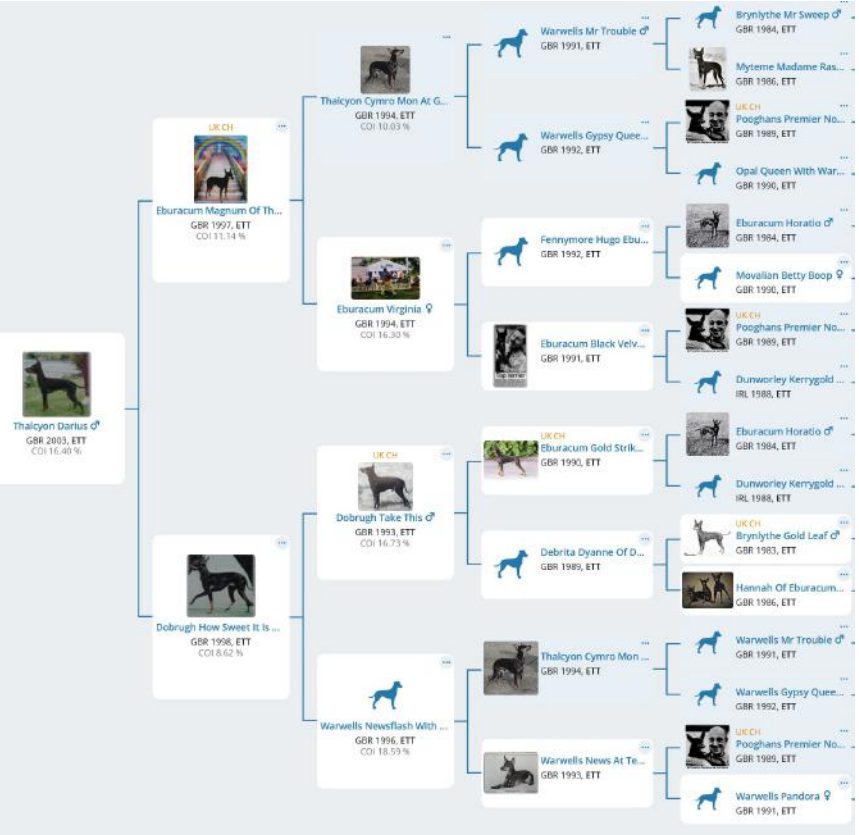 Thalcyon Darius ♂
GBR 2003, ETT
COI 16.40 %
UK CH
Eburacum Magnum Of Th...
GBR 1997, ETT
COI 11.14 %
Dobrugh How Sweet It Is ...
GBR 1998, ETT
COI 8.62 %
Thalcyon Cymro Mon At G...
GBR 1994, ETT
COI 10.03 %
Eburacum Virginia ♀
GBR 1994, ETT
COI 16.30 %
UK CH
Dobrugh Take This ♂
GBR 1993, ETT
COI 16.73 %
Warwells Newsflash With ...
GBR 1996, ETT
COI 18.59 %
Warwells Mr Trouble ♂
GBR 1991, ETT
Warwells Gypsy Quee...
GBR 1992, ETT
Fennymore Hugo Ebu...
GBR 1992, ETT
Eburacum Black Velv...
GBR 1991, ETT
UK CH
Eburacum Gold Strik...
GBR 1990, ETT
Debrita Dyanne Of D...
GBR 1989, ETT
Thalcyon Cymro Mon ...
GBR 1994, ETT
Warwells News At Te...
GBR 1993, ETT
Brynlythe Mr Sweep ♂
GBR 1984, ETT
Myteme Madame Ras...
GBR 1986, ETT
UK CH
Pooghans Premier No...
GBR 1989, ETT
Opal Queen With War...
GBR 1990, ETT
Eburacum Horatio ♂
GBR 1984, ETT
Movalian Betty Boop ♀
GBR 1990, ETT
UK CH
Pooghans Premier No...
GBR 1989, ETT
Dunworley Kerrygold ...
IRL 1988, ETT
Eburacum Horatio ♂
GBR 1984, ETT
Dunworley Kerrygold ...
IRL 1988, ETT
UK CH
Brynlythe Gold Leaf ♂
GBR 1983, ETT
Hannah Of Eburacum...
GBR 1986, ETT
Warwells Mr Trouble ♂
GBR 1991, ETT
Warwells Gypsy Quee...
GBR 1992, ETT
UK CH
Pooghans Premier No...
GBR 1989, ETT
Warwells Pandora ♀
GBR 1991, ETT